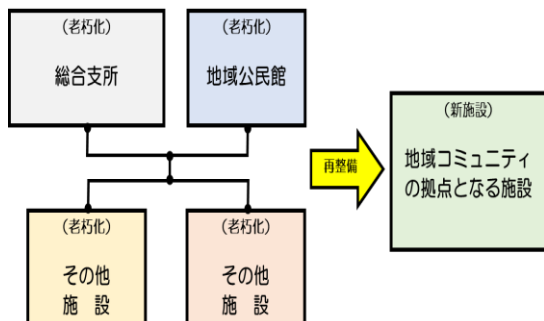 (老朽化)
総合支所
(老朽化)
地域公民館
(新施設)
地域コミュニティ
の拠点となる施設
再整備
(老朽化)
その他
施 設
(老朽化)
その他
施 設